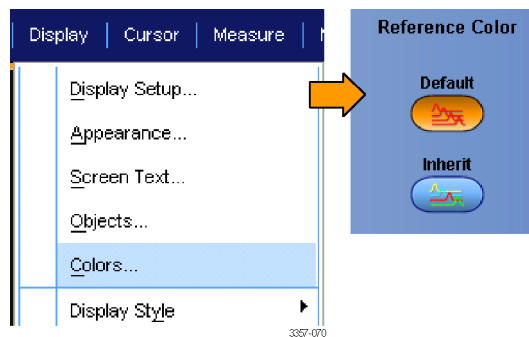 Display | Cursor | Measure |
Display Setup...
Appearance...
Screen Text...
Objects...
Colors...
Display Style
3357-070
Reference Color
Default
Inherit